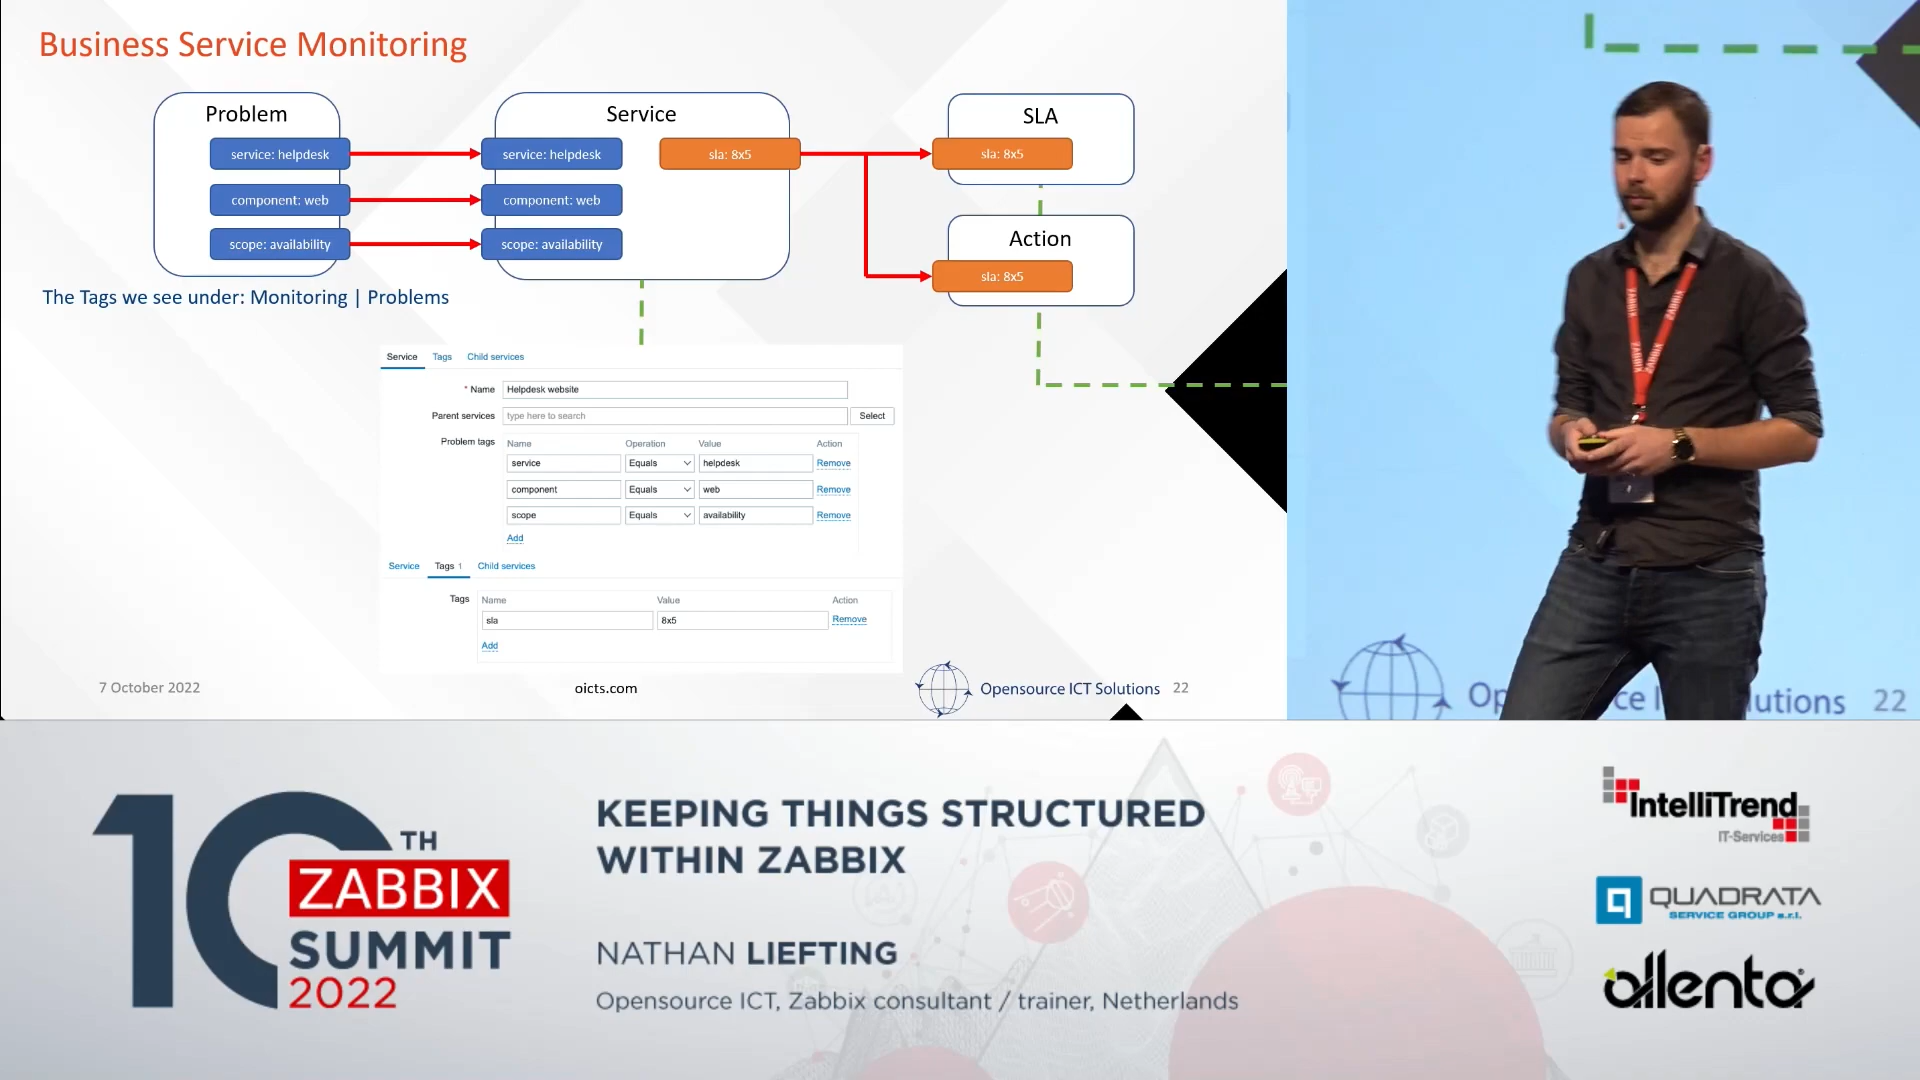 Business Service Monitoring
Problem
service: helpdesk
component: web
scope: availability
Service
service: helpdesk
component: web
scope: availability
sla: 8x5
SLA
sla: 8x5
Action
sla: 8x5
The Tags we see under: Monitoring | Problems
Service Tags Child services
* Name Helpdesk website
Parent services type here to search Select
Problem tags Name Operation Value Action
service Equals helpdesk Remove
component Equals web Remove
scope Equals availability Remove
Add
Service Tags 1 Child services
Tags Name Value Action
sla 8x5 Remove
Add
7 October 2022
oicts.com
Opensource ICT Solutions 22
ZABBIX ZABBIX
ZABBIX
22
10TH
ZABBIX
SUMMIT
2022
KEEPING THINGS STRUCTURED
WITHIN ZABBIX
NATHAN LIEFTING
Opensource ICT, Zabbix consultant / trainer, Netherlands
IntelliTrend
IT-Services
QUADRATA
SERVICE GROUP s.r.l.
allenta